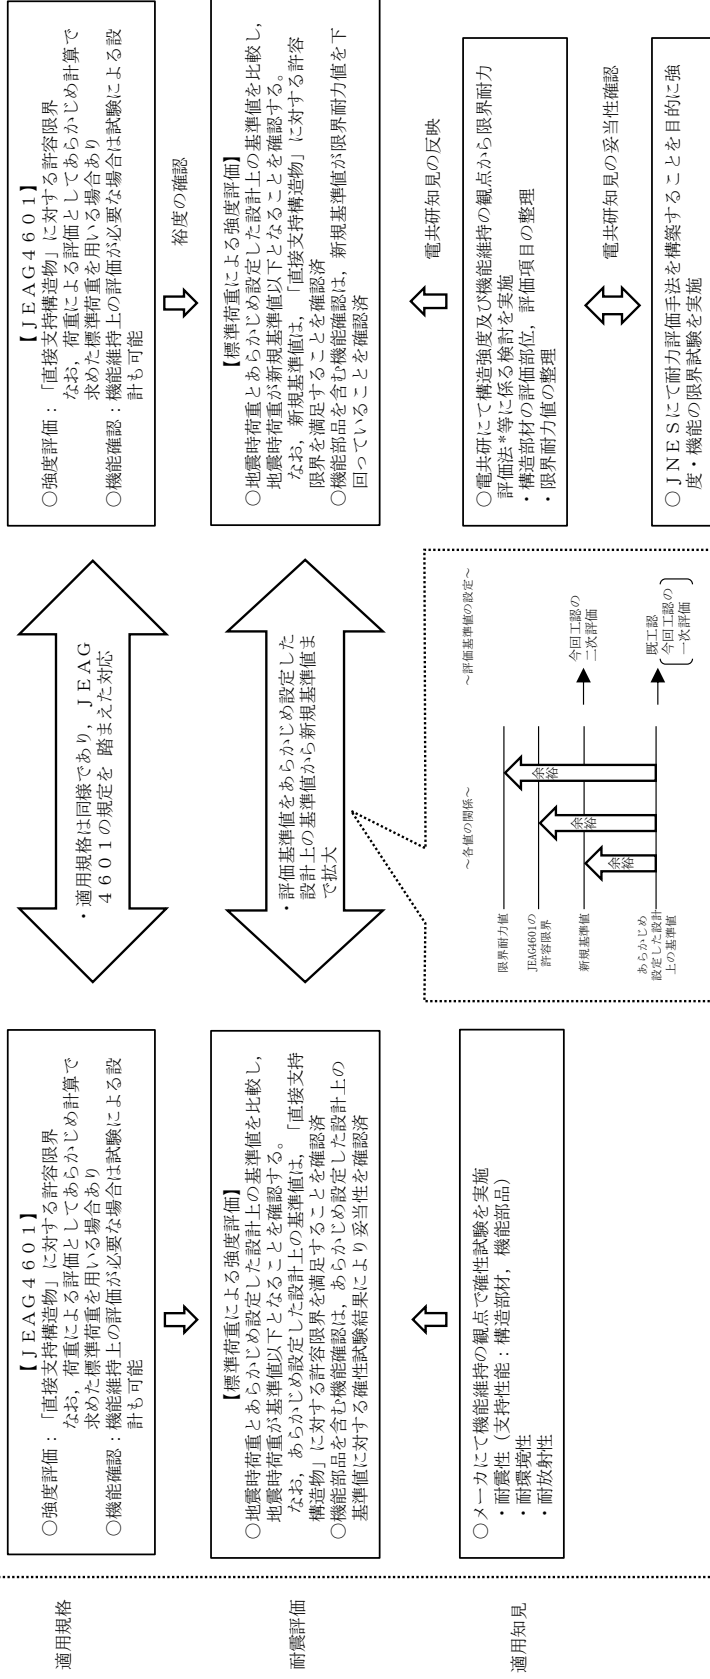 適用規格
【ＪＥＡＧ４６０１】
○強度評価：「直接支持構造物」に対する許容限界
なお，荷重による評価としてあらかじめ計算で
求めた標準荷重を用いる場合あり
○機能確認：機能維持上の評価が必要な場合は試験による設
計も可能
・適用規格は同様であり，ＪＥＡＧ
４６０１の規定を 踏まえた対応
【ＪＥＡＧ４６０１】
○強度評価：「直接支持構造物」に対する許容限界
なお，荷重による評価としてあらかじめ計算で
求めた標準荷重を用いる場合あり
○機能確認：機能維持上の評価が必要な場合は試験による設
計も可能
裕度の確認
耐震評価
【標準荷重による強度評価】
○地震時荷重とあらかじめ設定した設計上の基準値を比較し，
地震時荷重が基準値以下となることを確認する。
なお，あらかじめ設定した設計上の基準値は，「直接支持
構造物」に対する許容限界を満足することを確認済
○機能部品を含む機能確認は，あらかじめ設定した設計上の
基準値に対する確性試験結果により妥当性を確認済
・評価基準値をあらかじめ設定した
設計上の基準値から新規基準値ま
で拡大
【標準荷重による強度評価】
○地震時荷重とあらかじめ設定した設計上の基準値を比較し，
地震時荷重が新規基準値以下となることを確認する。
なお，新規基準値は，「直接支持構造物」に対する許容
限界を満足することを確認済
○機能部品を含む機能確認は，新規基準値が限界耐力値を下
回っていることを確認済
電共研知見の反映
適用知見
○メーカにて機能維持の観点で確性試験を実施
・耐震性（支持性能：構造部材，機能部品）
・耐環境性
・耐放射性
～各値の関係～
～評価基準値の設定～
限界耐力値
JEAG4601の
許容限界
新規基準値
あらかじめ
設定した設計
上の基準値
余裕
余裕
余裕
今回工認の
二次評価
既工認
今回工認の
一次評価
○電共研にて構造強度及び機能維持の観点から限界耐力
評価法＊等に係る検討を実施
・構造部材の評価部位，評価項目の整理
・限界耐力値の整理
電共研知見の妥当性確認
○ＪＮＥＳにて耐力評価手法を構築することを目的に強
度・機能の限界試験を実施